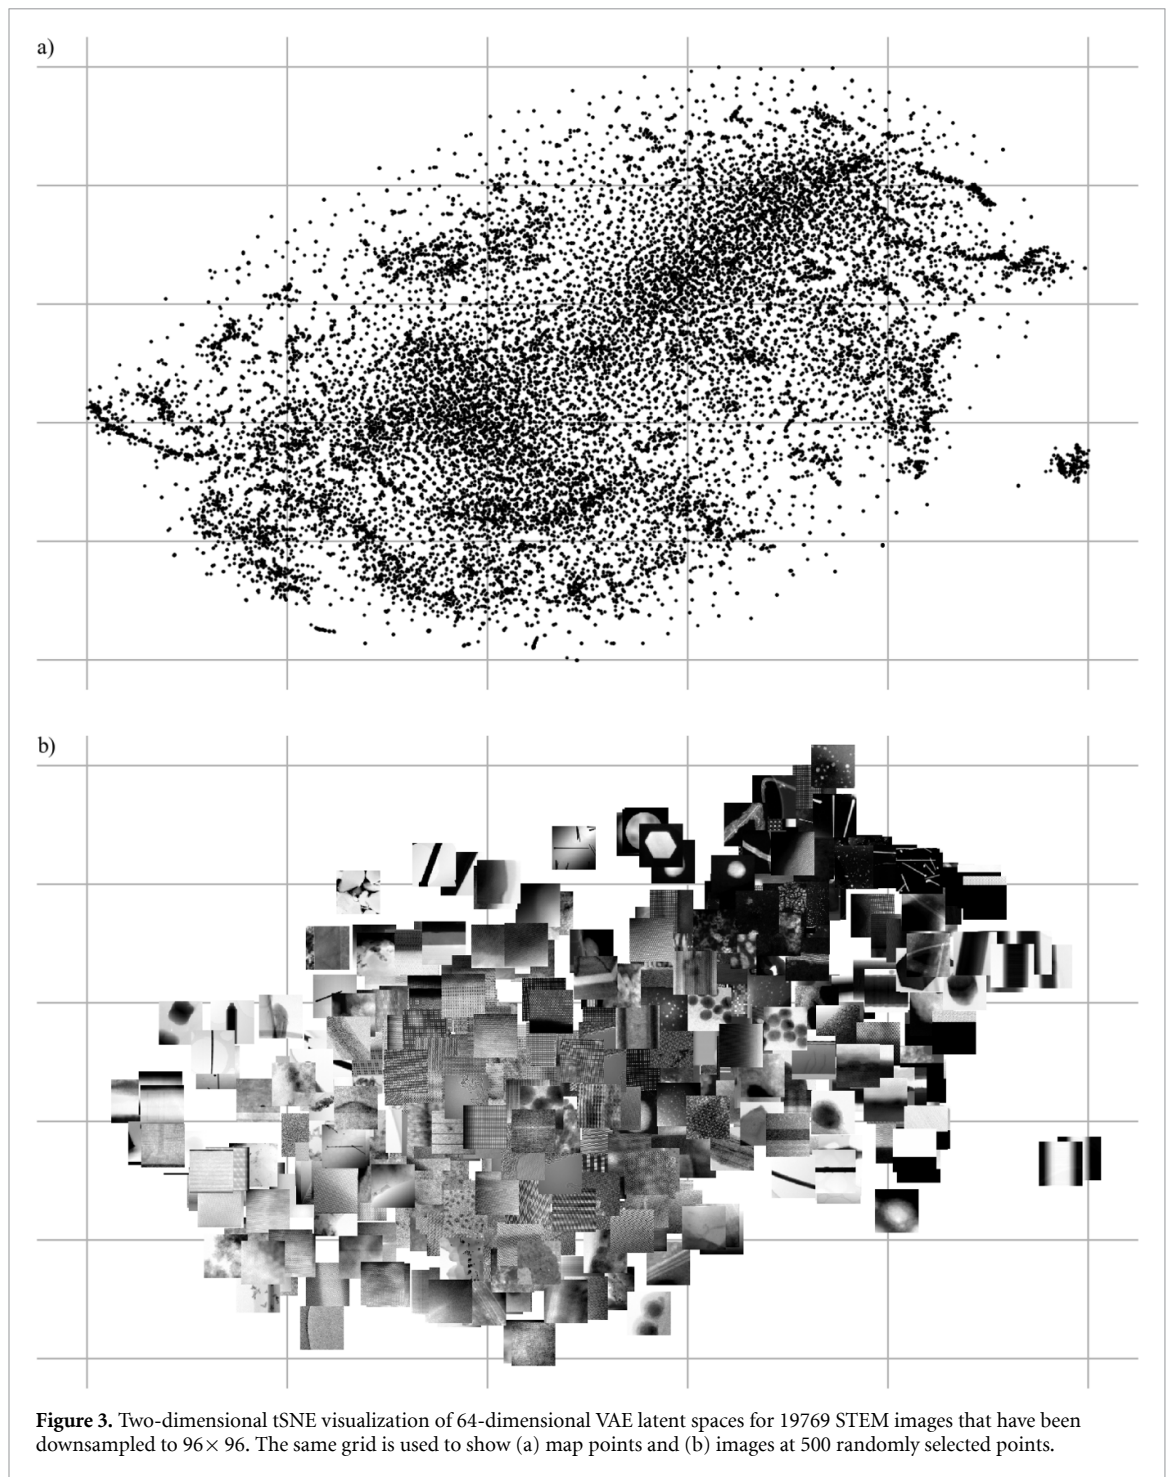 a)
b)
Figure 3. Two-dimensional tSNE visualization of 64-dimensional VAE latent spaces for 19769 STEM images that have been
downsampled to 96× 96. The same grid is used to show (a) map points and (b) images at 500 randomly selected points.